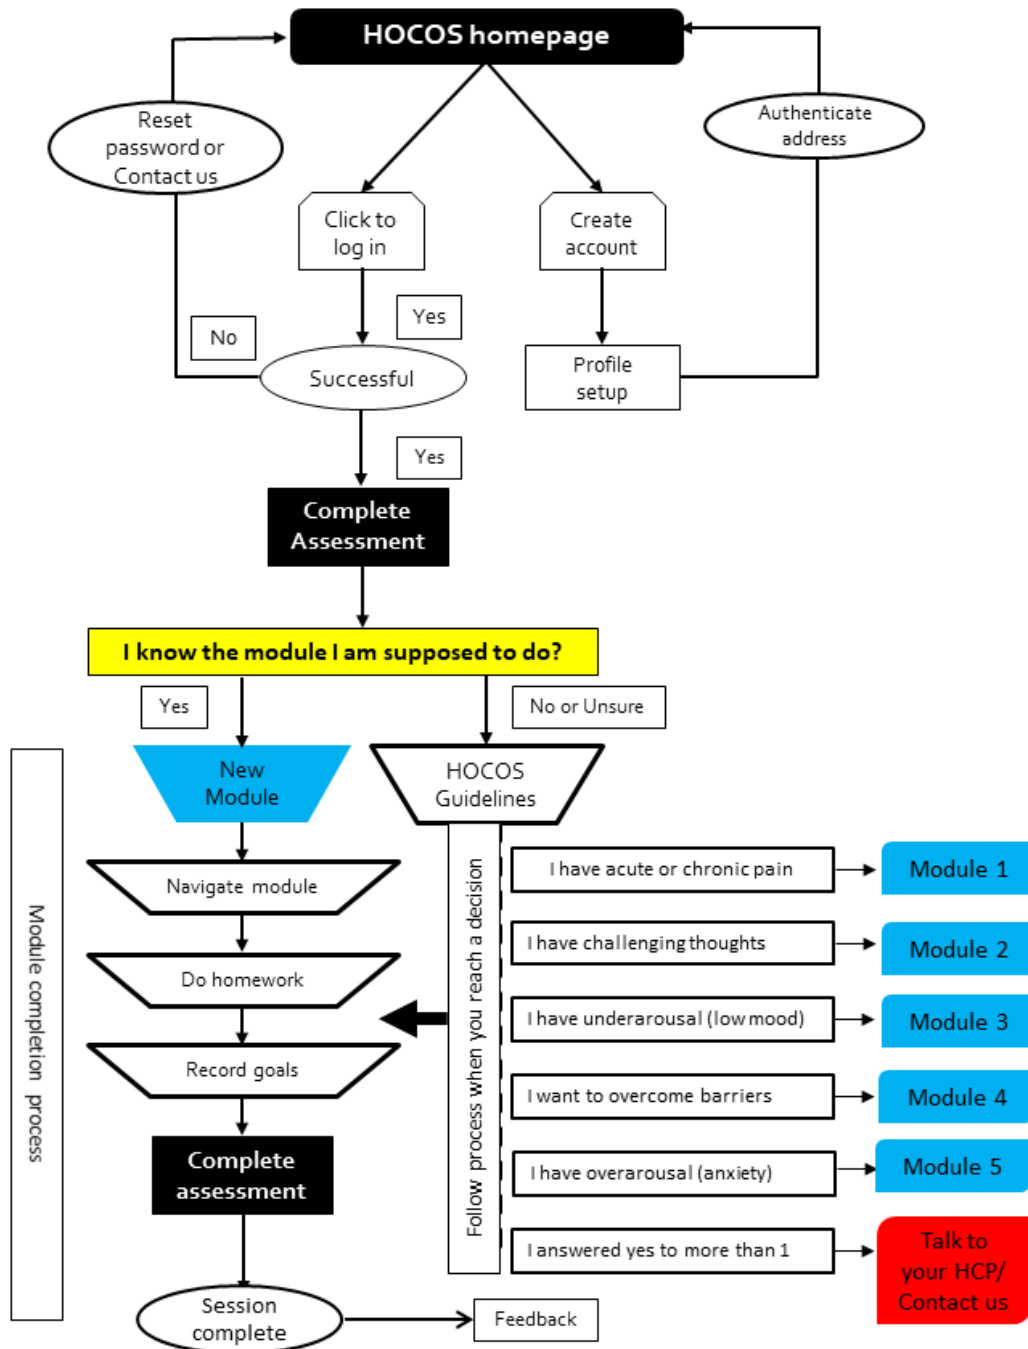 HOCOS homepage
Reset
password or
Contact us
Authenticate
address
Click to
log in
Create
account
Yes
No
Successful
Profile
setup
Yes
Complete
Assessment
I know the module I am supposed to do?
Yes
No or Unsure
New
Module
HOCOS
Guidelines
Module completion process
Navigate module
Do homework
Record goals
Complete
assessment
Session
complete
Feedback
Follow process when you reach a decision
I have acute or chronic pain
Module 1
I have challenging thoughts
Module 2
I have underarousal (low mood)
Module 3
I want to overcome barriers
Module 4
I have overarousal (anxiety)
Module 5
I answered yes to more than 1
Talk to
your HCP/
Contact us